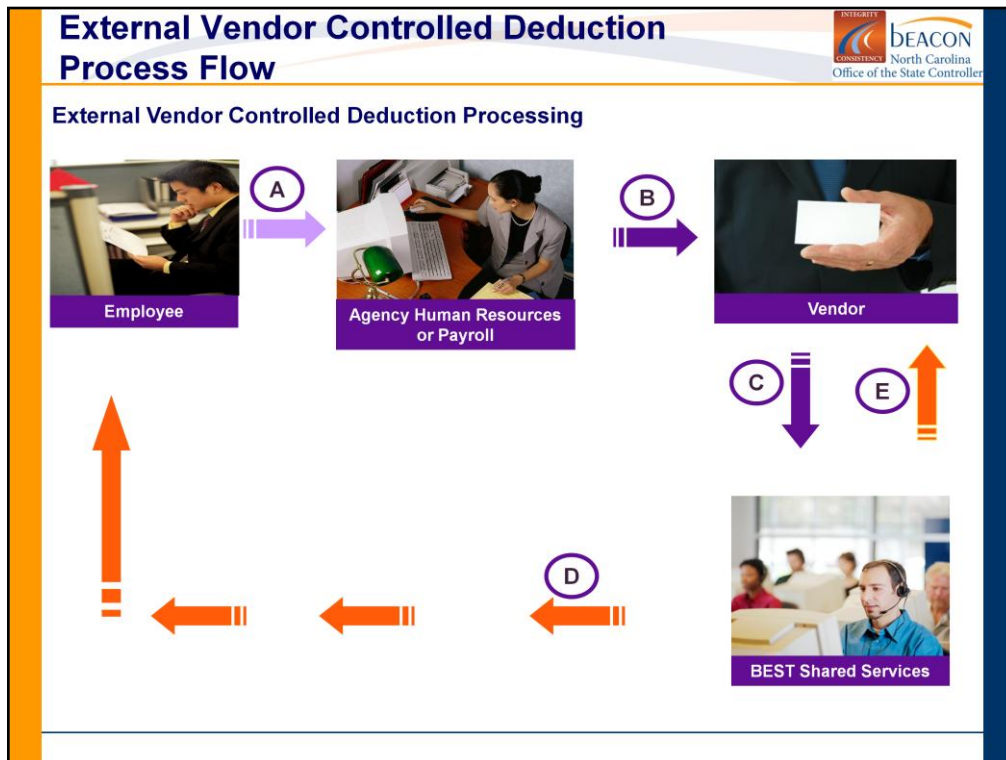 External Vendor Controlled Deduction
Process Flow
INTEGRITY
CONSISTENCY
bEACON
North Carolina
Office of the State Controller
External Vendor Controlled Deduction Processing
A
B
Employee
Agency Human Resources
or Payroll
Vendor
C
E
D
BEST Shared Services